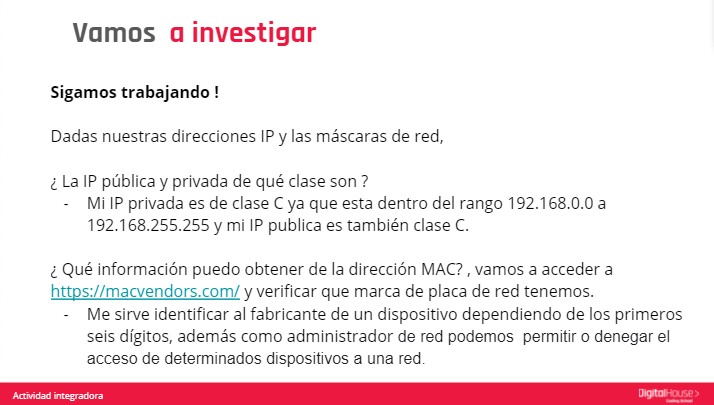 Vamos a investigar
Sigamos trabajando !
Dadas nuestras direcciones IP y las máscaras de red,
¿ La IP pública y privada de qué clase son ?
- Mi IP privada es de clase C ya que esta dentro del rango 192.168.0.0 a
192.168.255.255 y mi IP publica es también clase C.
¿ Qué información puedo obtener de la dirección MAC? , vamos a acceder a
https://macvendors.com/ y verificar que marca de placa de red tenemos.
- Me sirve identificar al fabricante de un dispositivo dependiendo de los primeros
seis dígitos, además como administrador de red podemos permitir o denegar el
acceso de determinados dispositivos a una red.
Actividad integradora
DigitalHouse>
Coding School